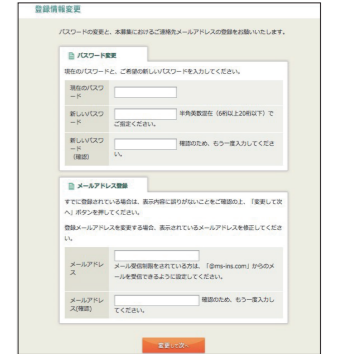 登録情報変更
パスワードの変更と、本募集におけるご連絡先メールアドレスの登録をお願いいたします。
パスワード変更
現在のパスワードと、ご希望の新しいパスワードを入力してください。
現在のパスワ
ード
新しいパスワ
ード
半角英数混在（6桁以上20桁以下）で
ご指定ください。
新しいパスワ
ード
（確認）
確認のため、もう一度入力してくださ
い。
メールアドレス登録
すでに登録されている場合は、表示内容に誤りがないことをご確認の上、「変更して次
へ」ボタンを押してください。
登録メールアドレスを変更する場合、表示されているメールアドレスを修正してくださ
い。
メールアドレ
ス
メール受信制限をされている方は、「@ms-ins.com」からのメ
ールを受信できるように設定してください。
メールアドレ
ス(確認)
確認のため、もう一度入力し
てください。
変更して次へ